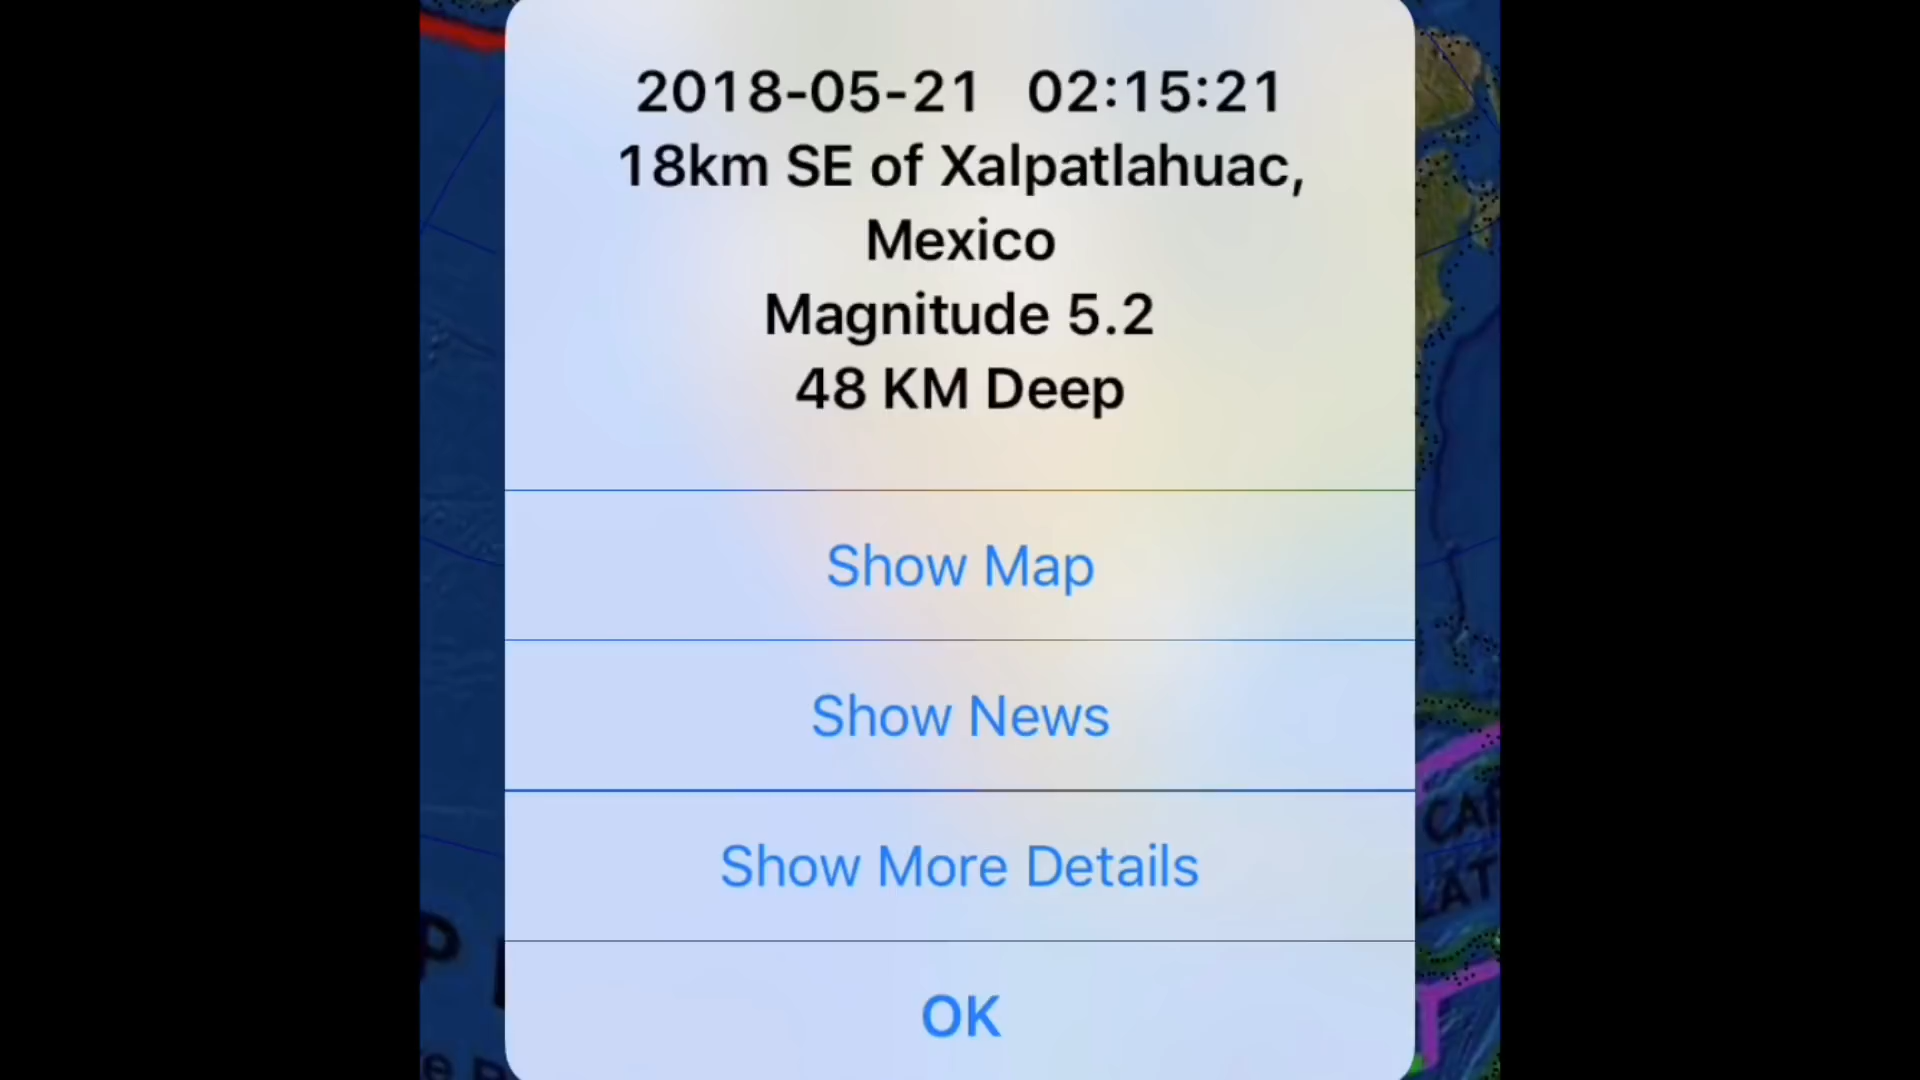 2018-05-21 02:15:21
18km SE of Xalpatlahuac,
Mexico
Magnitude 5.2
48 KM Deep
Show Map
Show News
Show More Details
OK